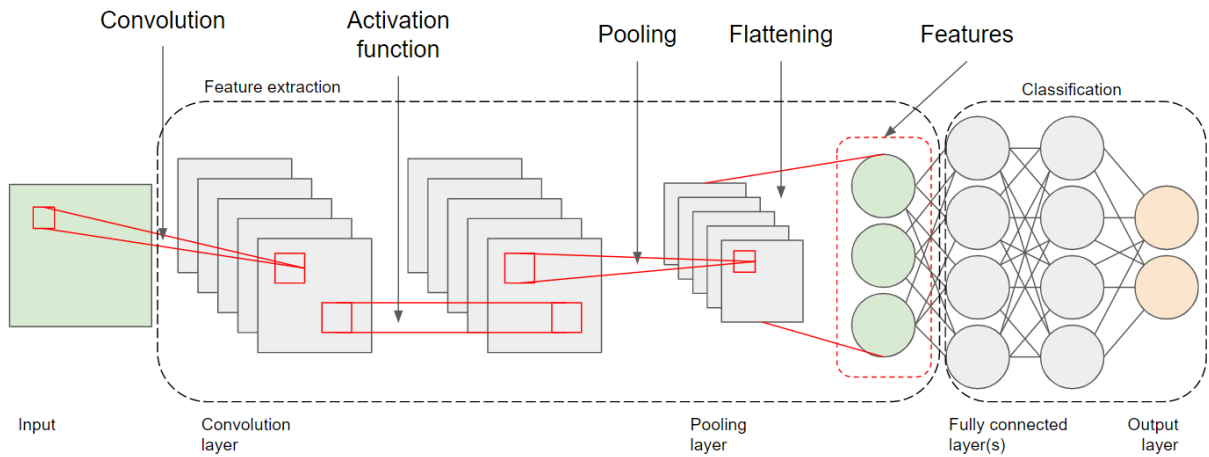 Convolution
Activation
function
Pooling
Flattening
Features
Feature extraction
Classification
Input
Convolution
layer
Pooling
layer
Fully connected
layer(s)
Output
layer